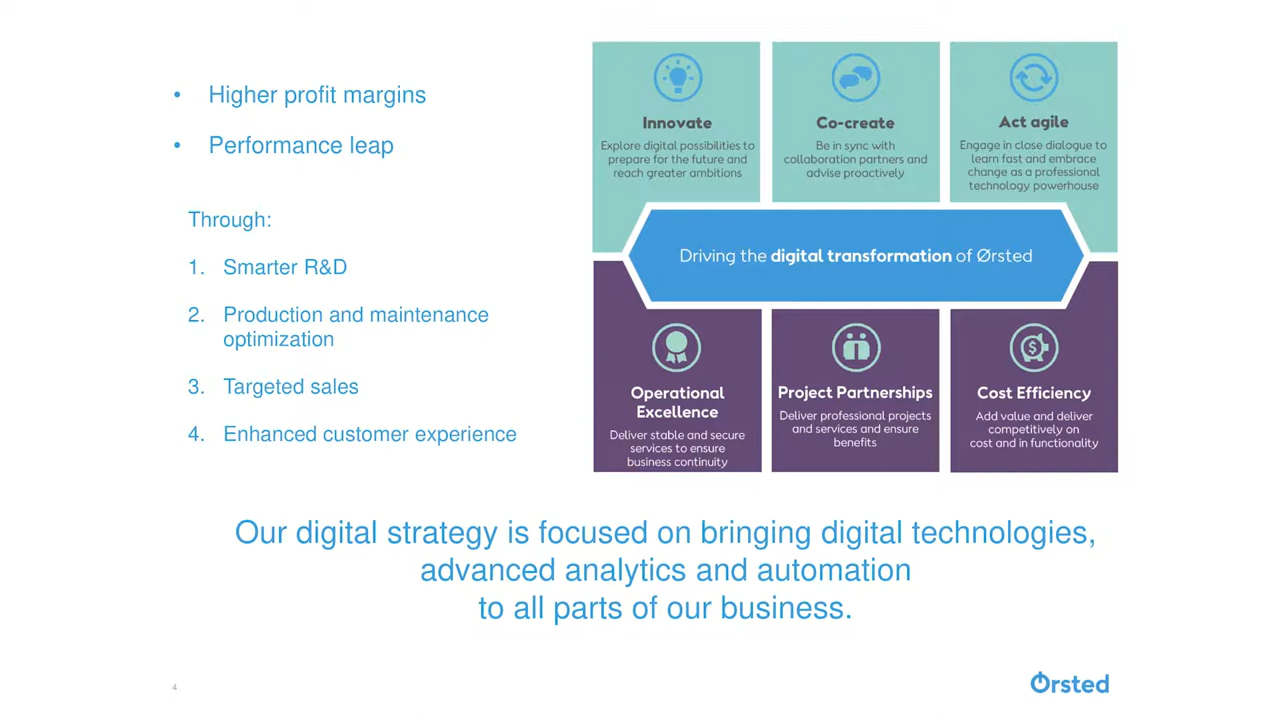 • Higher profit margins
• Performance leap
Through:
1. Smarter R&D
2. Production and maintenance
optimization
3. Targeted sales
4. Enhanced customer experience
Innovate
Explore digital possibilities to
prepare for the future and
reach greater ambitions
Co-create
Be in sync with
collaboration partners and
advise proactively
Act agile
Engage in close dialogue to
learn fast and embrace
change as a professional
technology powerhouse
Driving the digital transformation of Ørsted
Operational
Excellence
Deliver stable and secure
services to ensure
business continuity
Project Partnerships
Deliver professional projects
and services and ensure
benefits
$
Cost Efficiency
Add value and deliver
competitively on
cost and in functionality
Our digital strategy is focused on bringing digital technologies,
advanced analytics and automation
to all parts of our business.
4
Ørsted